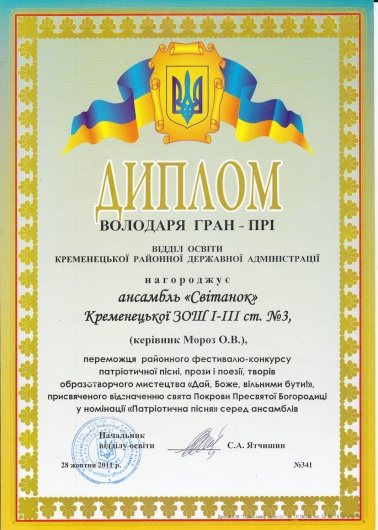 ДИПЛОМ
ВОЛОДАРЯ ГРАН - ПРІ
ВІДДІЛ ОСВІТИ
КРЕМЕНЕЦЬКОЇ РАЙОННОЇ ДЕРЖАВНОЇ АДМІНІСТРАЦІЇ
нагороджує
ансамбль «Світанок»
Кременецької ЗОШ І-ІІІ ст. №3,
(керівник Мороз О.В.),
переможця районного фестивалю-конкурсу
патріотичної пісні, прози і поезії, творів
образотворчого мистецтва «Дай, Боже, вільними бути!»,
присвяченого відзначенню свята Покрови Пресвятої Богородиці
у номінації «Патріотична пісня» серед ансамблів
Начальник
відділу освіти С.А. Ятчишин
28 жовтня 2011 р. №341